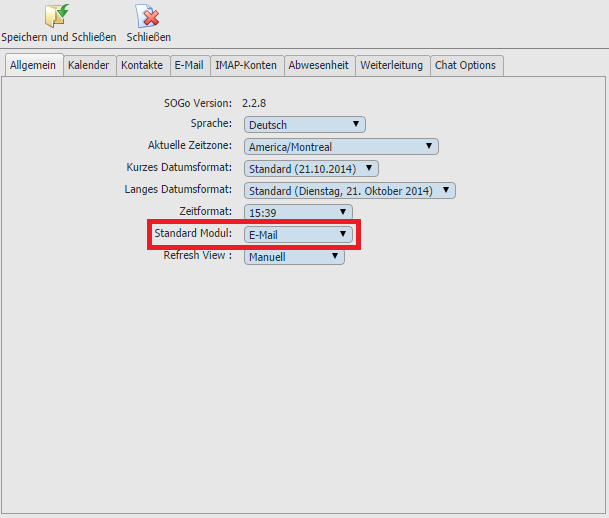 Speichern und Schließen Schließen
Allgemein Kalender Kontakte E-Mail IMAP-Konten Abwesenheit Weiterleitung Chat Options
SOGo Version: 2.2.8
Sprache: Deutsch
Aktuelle Zeitzone: America/Montreal
Kurzes Datumsformat: Standard (21.10.2014)
Langes Datumsformat: Standard (Dienstag, 21. Oktober 2014)
Zeitformat: 15:39
Standard Modul: E-Mail
Refresh View : Manuell